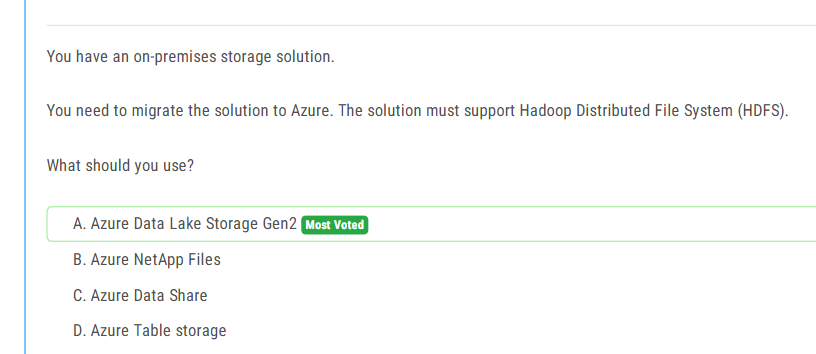 You have an on-premises storage solution.
You need to migrate the solution to Azure. The solution must support Hadoop Distributed File System (HDFS).
What should you use?
A. Azure Data Lake Storage Gen2 Most Voted
B. Azure NetApp Files
C. Azure Data Share
D. Azure Table storage